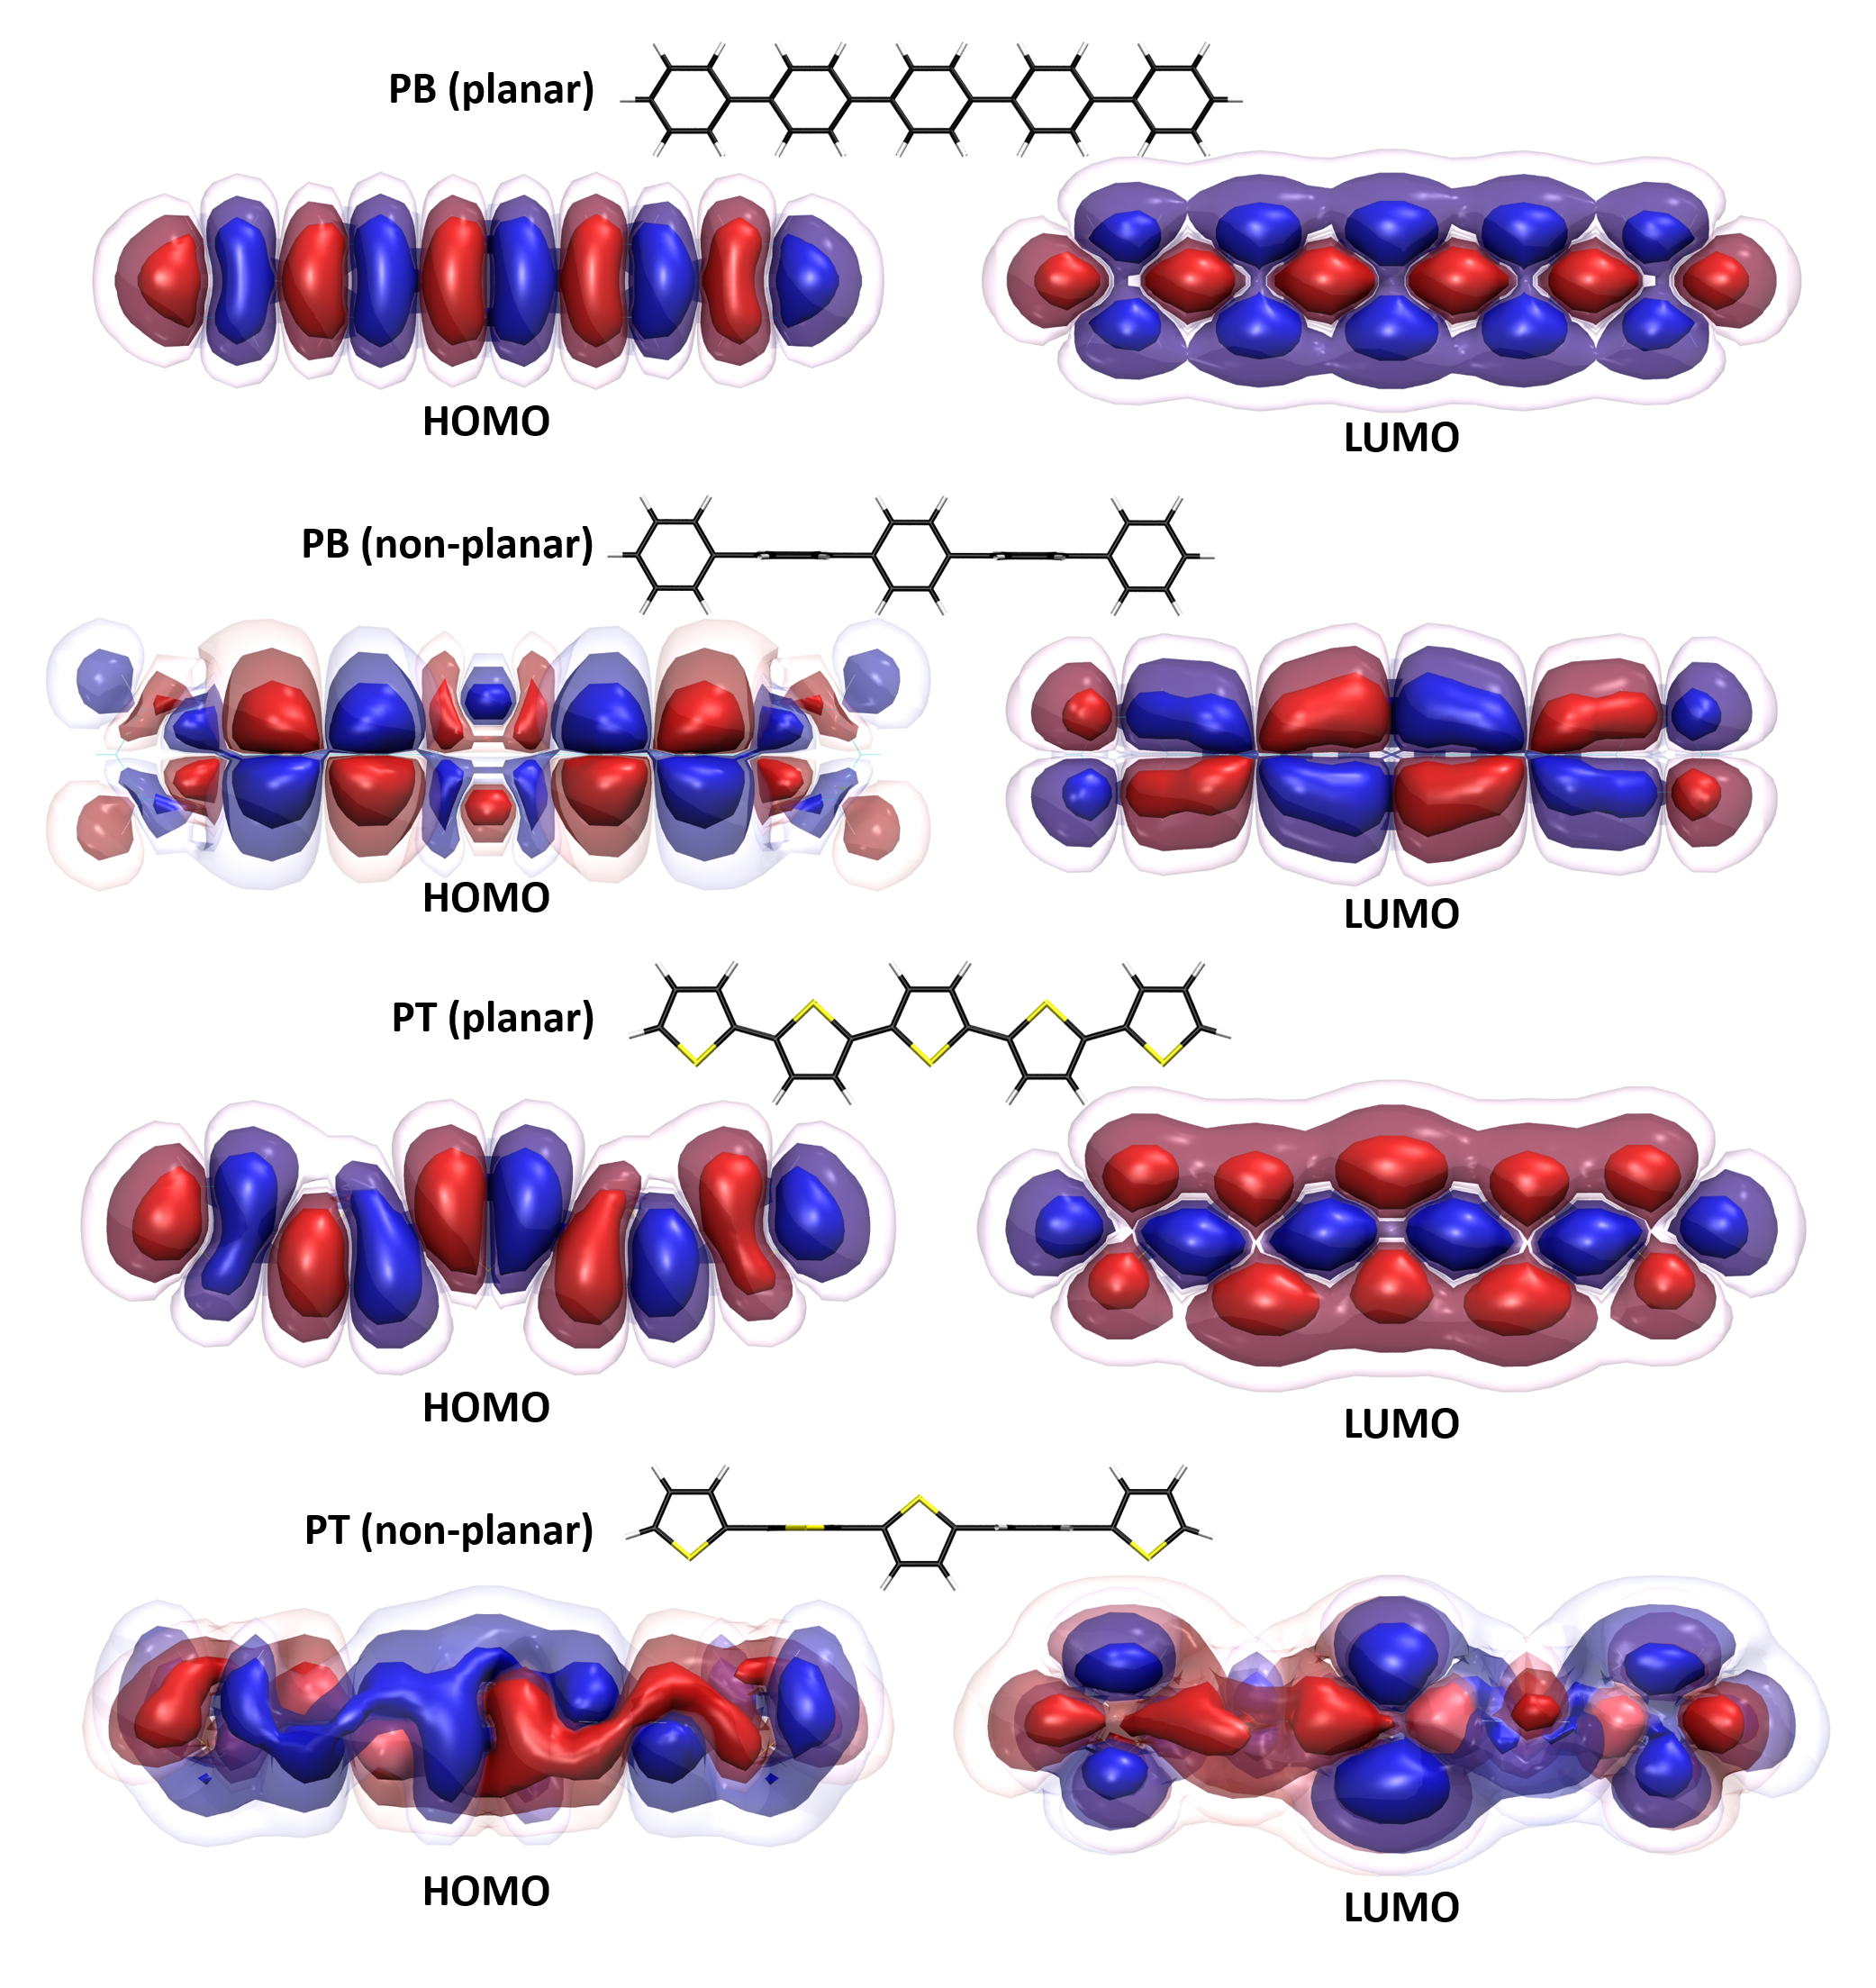 PB (planar)
HOMO
LUMO
PB (non-planar)
HOMO
LUMO
PT (planar)
HOMO
LUMO
PT (non-planar)
HOMO
LUMO